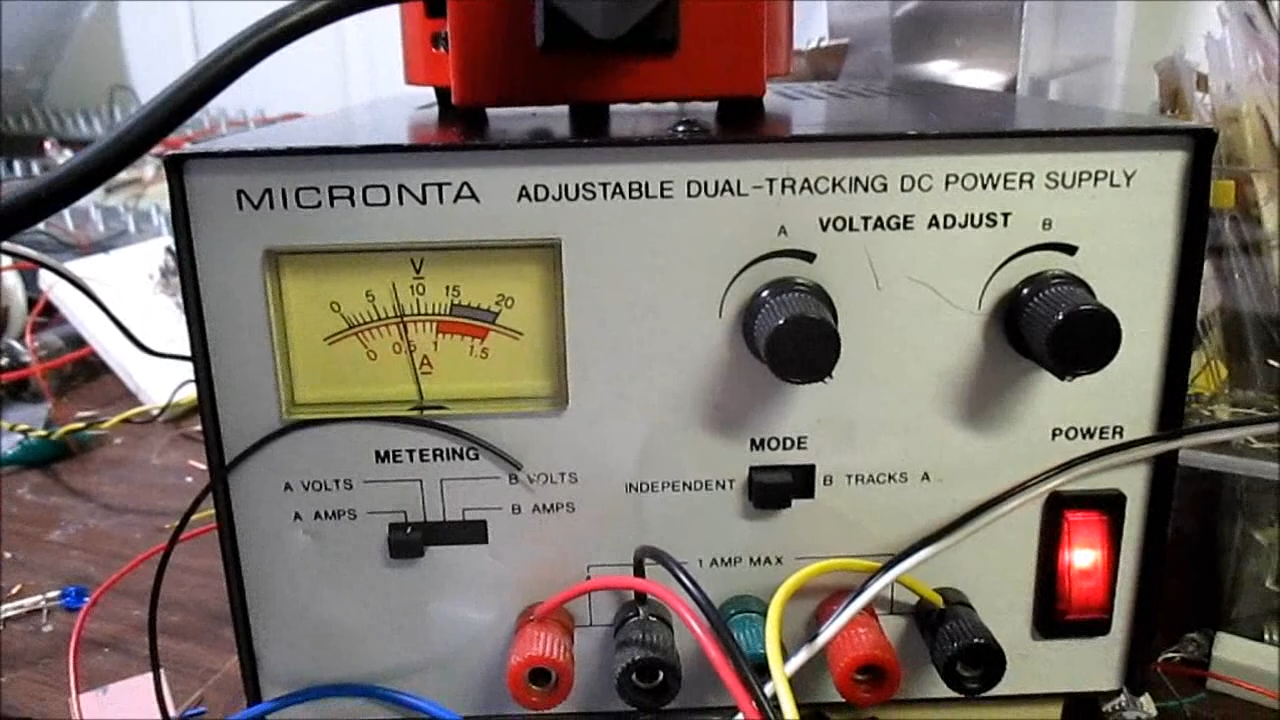 MICRONTA ADJUSTABLE DUAL-TRACKING DC POWER SUPPLY
A VOLTAGE ADJUST B
V
0 5 10 15 20
0 0.5 1 1.5
A
METERING
A VOLTS B VOLTS
A AMPS B AMPS
MODE
INDEPENDENT B TRACKS A
POWER
1 AMP MAX